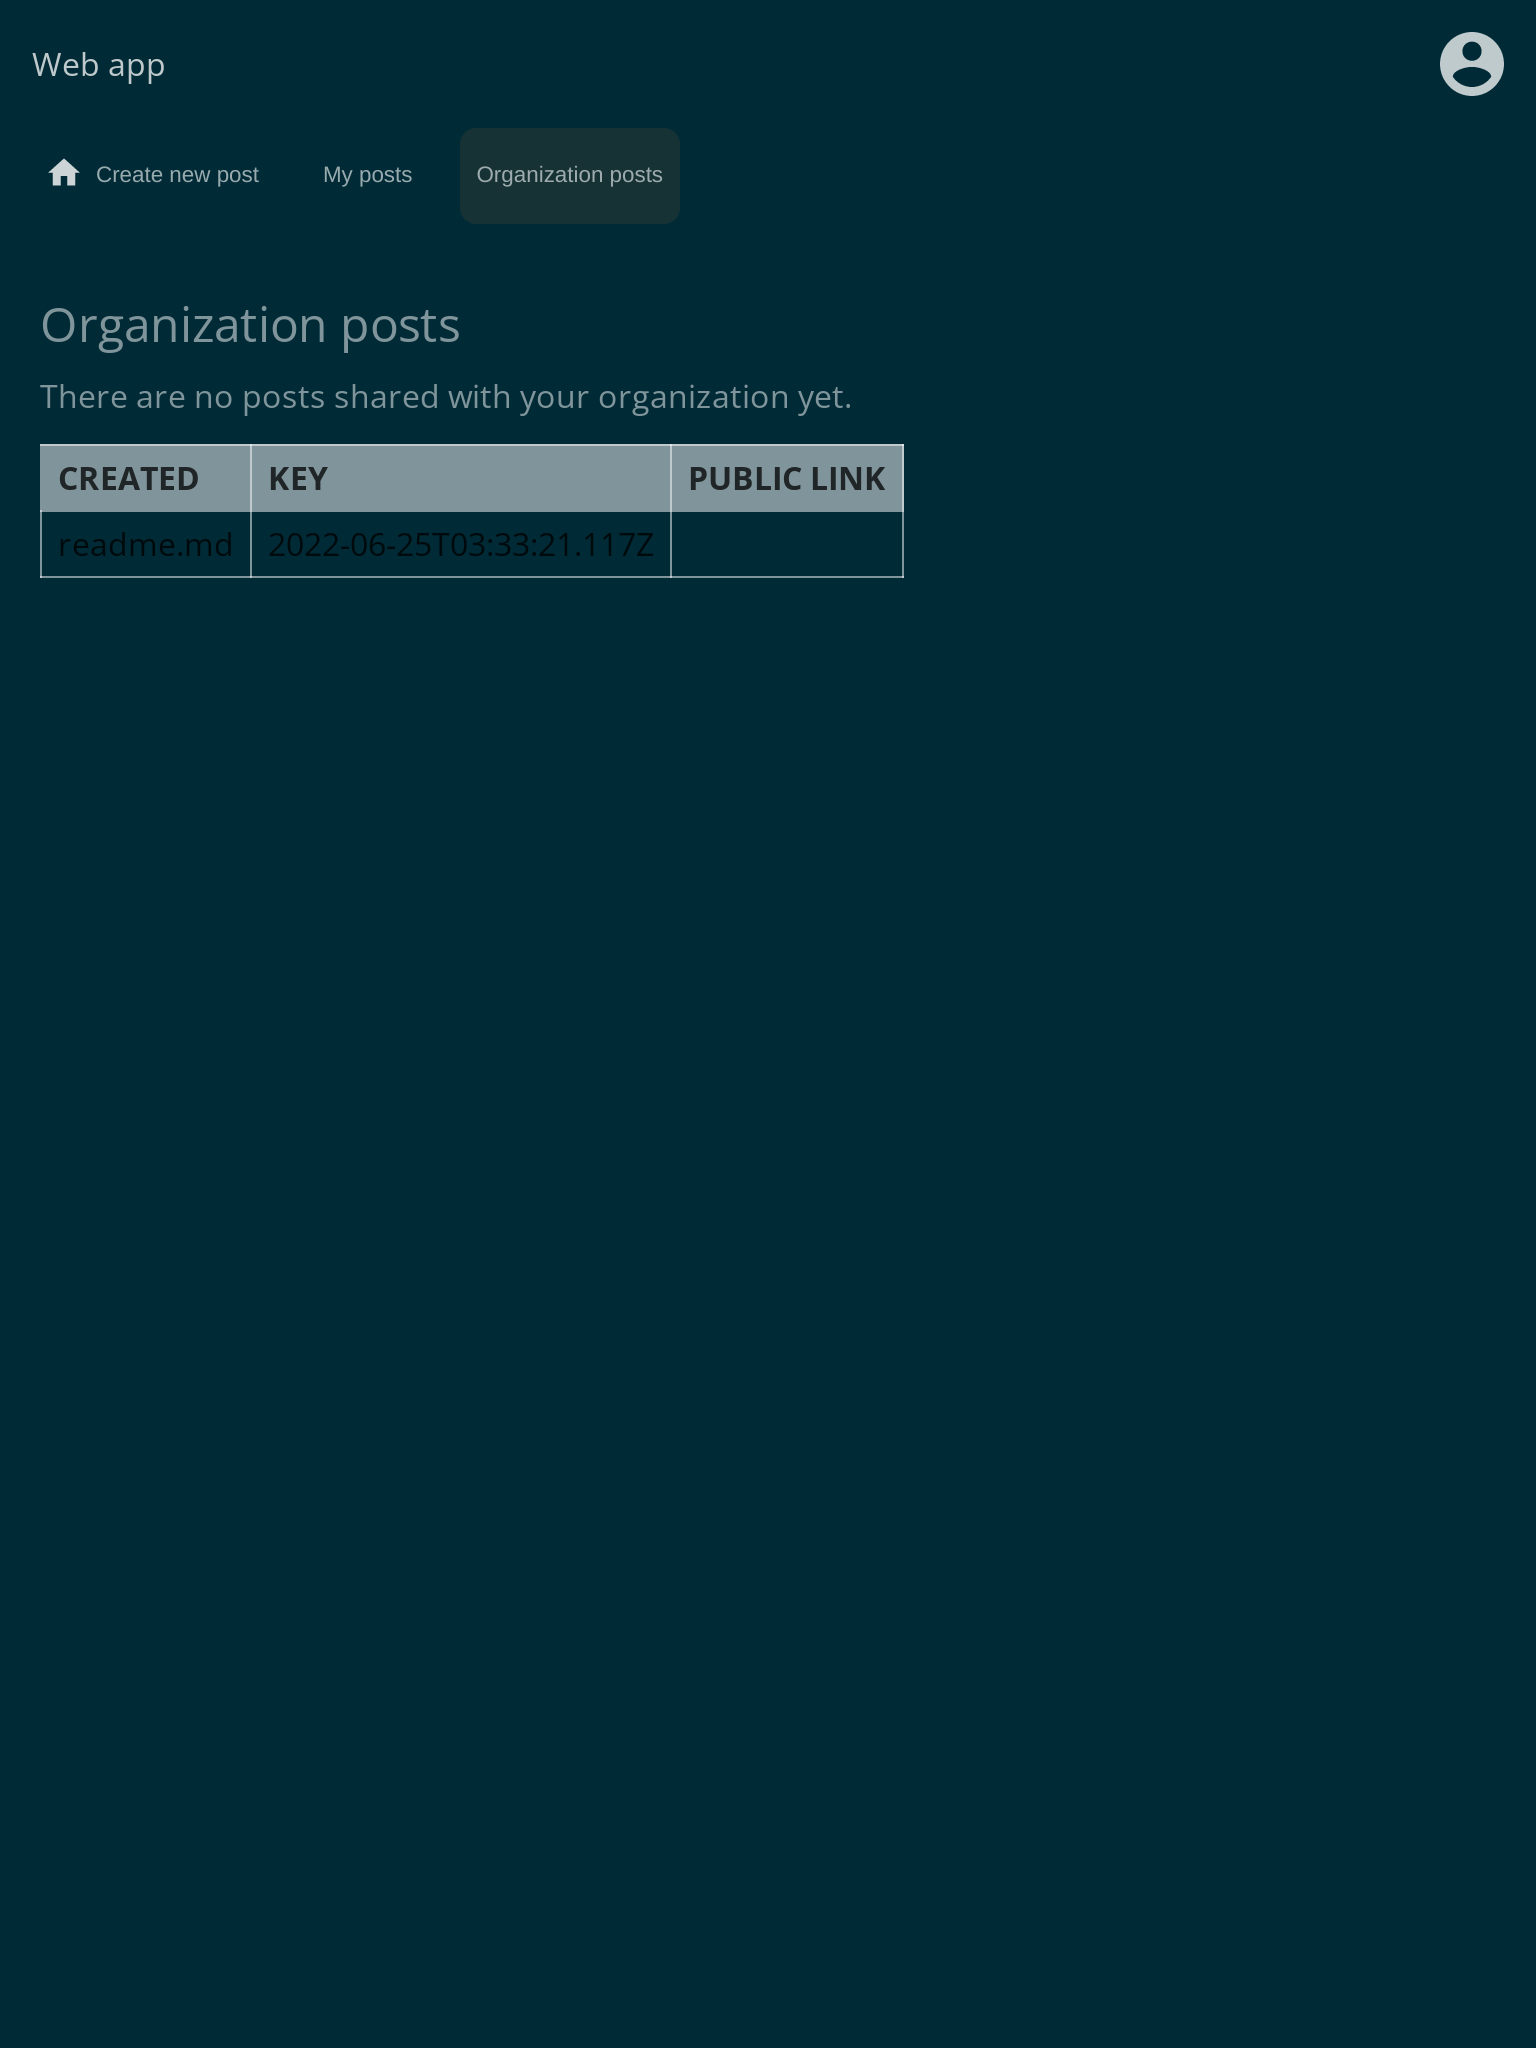 Web app
Create new post My posts Organization posts
Organization posts
There are no posts shared with your organization yet.
CREATED KEY PUBLIC LINK
readme.md 2022-06-25T03:33:21.117Z